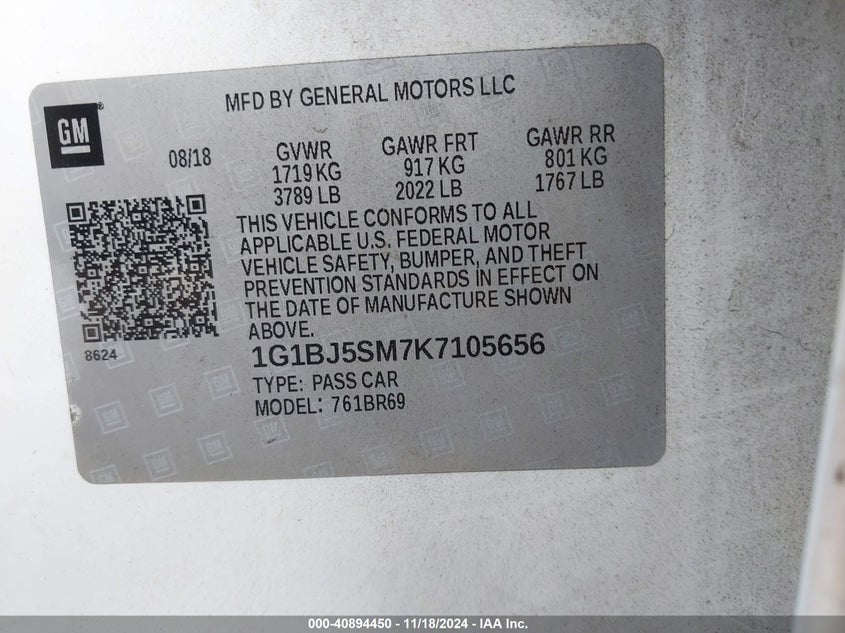 MFD BY GENERAL MOTORS LLC
GM
08/18
GVWR GAWR FRT GAWR RR
1719 KG 917 KG 801 KG
3789 LB 2022 LB 1767 LB
THIS VEHICLE CONFORMS TO ALL
APPLICABLE U.S. FEDERAL MOTOR
VEHICLE SAFETY, BUMPER, AND THEFT
PREVENTION STANDARDS IN EFFECT ON
THE DATE OF MANUFACTURE SHOWN
ABOVE.
8624
1G1BJ5SM7K7105656
TYPE: PASS CAR
MODEL: 761BR69
000-40894450 - 11/18/2024 - IAA Inc.